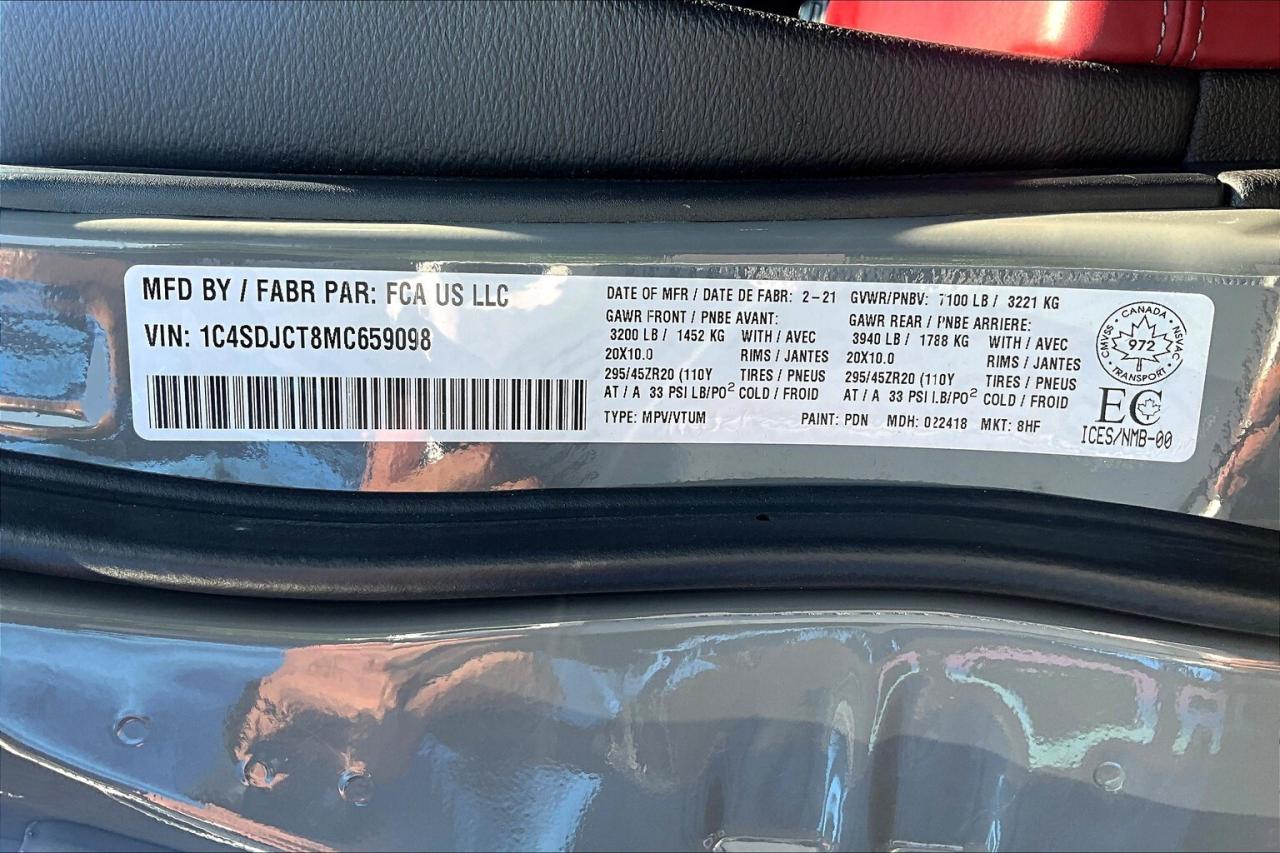 MFD BY / FABR PAR: FCA US LLC
VIN: 1C4SDJCT8MC659098
DATE OF MFR / DATE DE FABR: 2-21 GVWR/PNBV: 7100 LB / 3221 KG
GAWR FRONT / PNBE AVANT: GAWR REAR / PNBE ARRIERE:
3200 LB / 1452 KG WITH / AVEC 3940 LB / 1788 KG WITH / AVEC
20X10.0 RIMS / JANTES 20X10.0 RIMS / JANTES
295/45ZR20 (110Y TIRES / PNEUS 295/45ZR20 (110Y TIRES / PNEUS
AT / A 33 PSI LB/PO² COLD / FROID AT / A 33 PSI LB/PO² COLD / FROID
TYPE: MPV/VTUM PAINT: PDN MDH: 022418 MKT: 8HF
CANADA
CMVSS 972 NSVAC
TRANSPORT
EC
ICES/NMB-00